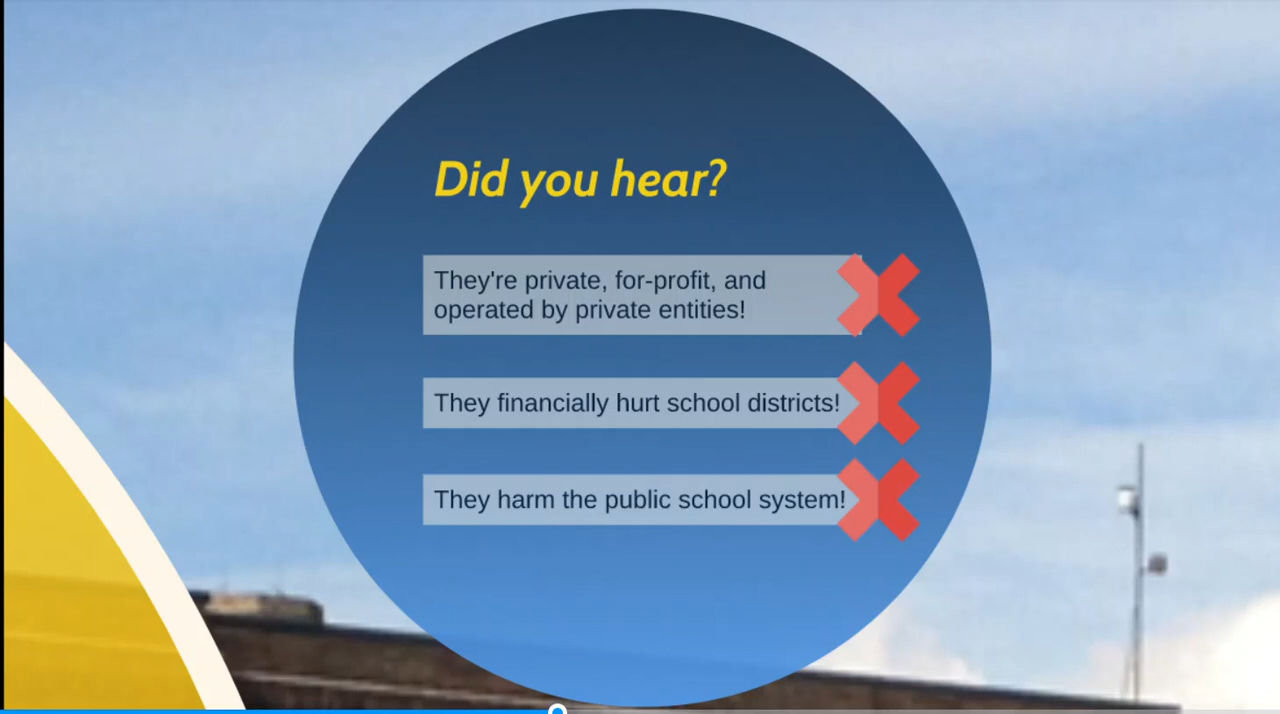 Did you hear?
They're private, for-profit, and
operated by private entities!
They financially hurt school districts!
They harm the public school system!